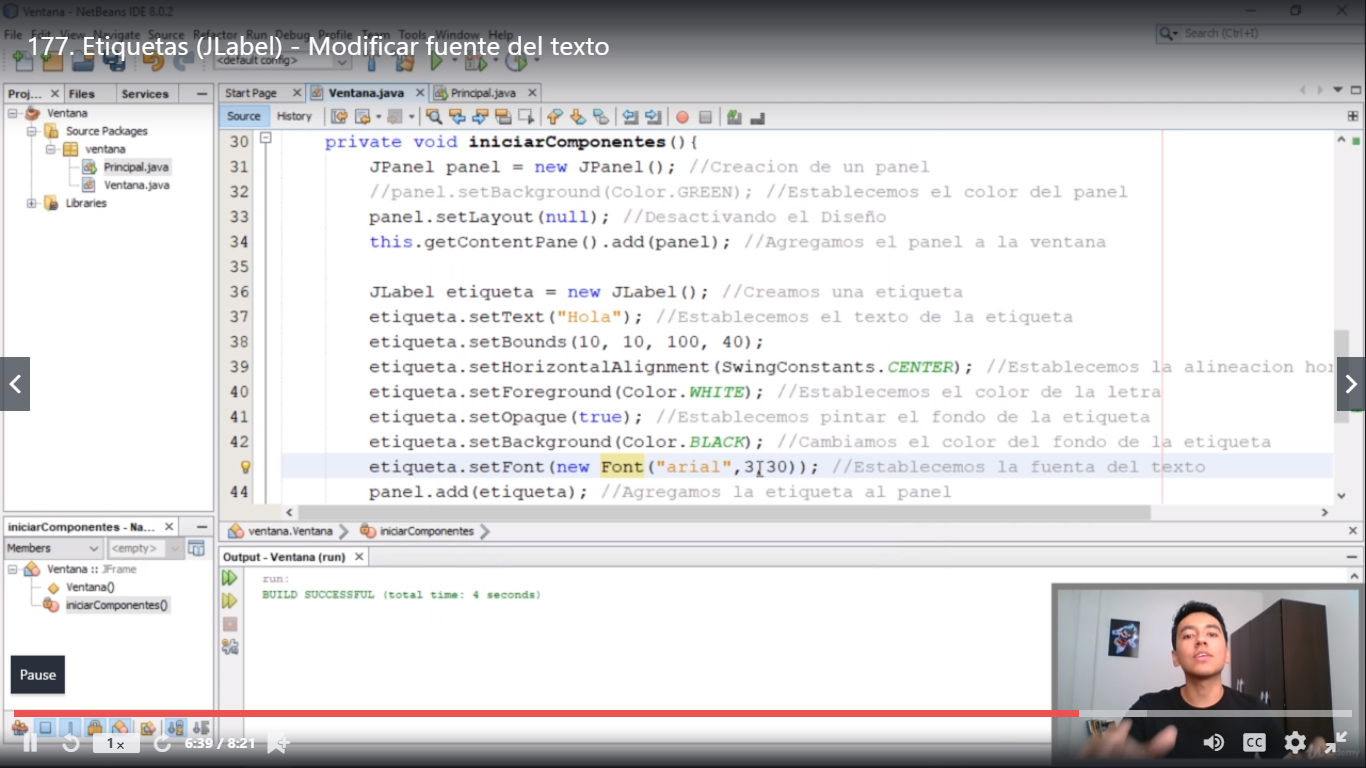 Ventana - NetBeans IDE 8.0.2
File Edit View Navigate Source Refactor Run Debug Profile Team Tools Window Help
Search (Ctrl+I)
177. Etiquetas (JLabel) - Modificar fuente del texto
<default config>
Proj...
Files
Services
Start Page
Ventana.java
Principal.java
Source
History
Ventana
Source Packages
ventana
Principal.java
Ventana.java
Libraries
30 private void iniciarComponentes(){
31 JPanel panel = new JPanel(); //Creacion de un panel
32 //panel.setBackground(Color.GREEN); //Establecemos el color del panel
33 panel.setLayout(null); //Desactivando el Diseño
34 this.getContentPane().add(panel); //Agregamos el panel a la ventana
35
36 JLabel etiqueta = new JLabel(); //Creamos una etiqueta
37 etiqueta.setText("Hola"); //Establecemos el texto de la etiqueta
38 etiqueta.setBounds(10, 10, 100, 40);
39 etiqueta.setHorizontalAlignment(SwingConstants.CENTER); //Establecemos la alineacion hor
40 etiqueta.setForeground(Color.WHITE); //Establecemos el color de la letra
41 etiqueta.setOpaque(true); //Establecemos pintar el fondo de la etiqueta
42 etiqueta.setBackground(Color.BLACK); //Cambiamos el color del fondo de la etiqueta
etiqueta.setFont(new Font("arial",3,30)); //Establecemos la fuenta del texto
44 panel.add(etiqueta); //Agregamos la etiqueta al panel
ventana.Ventana
iniciarComponentes
iniciarComponentes - Na...
Members
<empty>
Ventana :: JFrame
Ventana()
iniciarComponentes()
Output - Ventana (run)
run:
BUILD SUCCESSFUL (total time: 4 seconds)
Pause
1x
6:39 / 8:21
CC